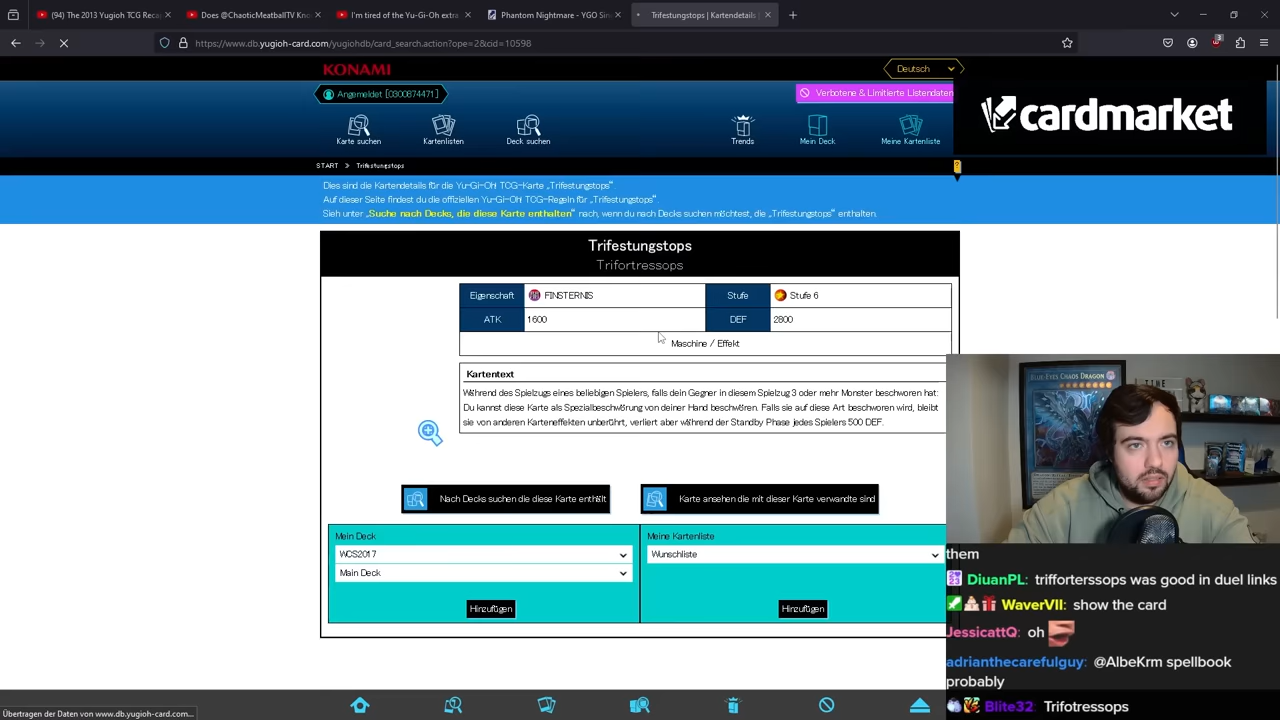 (94) The 2013 Yugioh TCG Reca
Does @ChaoticMeatballTV Kno
I'm tired of the Yu-Gi-Oh extra
Phantom Nightmare - YGO Sin
Trifestungstops | Kartendetails |
https://www.db.yugioh-card.com/yugiohdb/card_search.action?ope=2&cid=10598
3
KONAMI
Deutsch
Angemeldet [0300874471]
Verbotene & Limitierte Listendaten
cardmarket
Karte suchen
Kartenlisten
Deck suchen
Trends
Mein Deck
Meine Kartenliste
START > Trifestungstops
Dies sind die Kartendetails für die Yu-Gi-Oh! TCG-Karte „Trifestungstops“.
Auf dieser Seite findest du die offiziellen Yu-Gi-Oh! TCG-Regeln für „Trifestungstops“.
Sieh unter „Suche nach Decks, die diese Karte enthalten“ nach, wenn du nach Decks suchen möchtest, die „Trifestungstops“ enthalten.
Trifestungstops
Trifortressops
Eigenschaft FINSTERNIS Stufe Stufe 6
ATK 1600 DEF 2800
Maschine / Effekt
Kartentext
Während des Spielzugs eines beliebigen Spielers, falls dein Gegner in diesem Spielzug 3 oder mehr Monster beschworen hat:
Du kannst diese Karte als Spezialbeschwörung von deiner Hand beschwören. Falls sie auf diese Art beschworen wird, bleibt
sie von anderen Karteneffekten unberührt, verliert aber während der Standby Phase jedes Spielers 500 DEF.
Nach Decks suchen die diese Karte enthält
Karte ansehen die mit dieser Karte verwandte sind
Mein Deck
WCS2017
Main Deck
Hinzufügen
Meine Kartenliste
Wunschliste
Hinzufügen
BLUE-EYES CHAOS DRAGON
them
DiuanPL: trifforterssops was good in duel links
WaverVII: show the card
JessicattQ: oh
adrianthecarefulguy: @AlbeKrm spellbook
probably
Blite32 Trifotressops
Übertragen der Daten von www.db.yugioh-card.com...